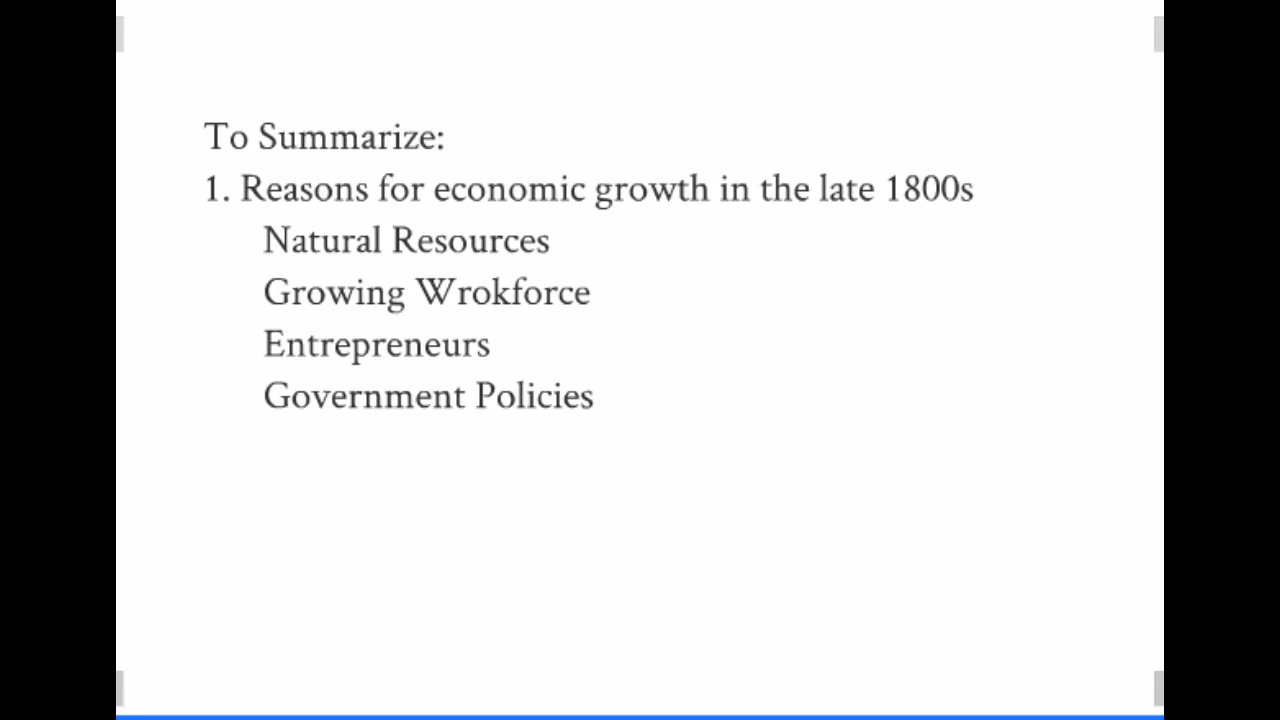 To Summarize:
1. Reasons for economic growth in the late 1800s
Natural Resources
Growing Wrokforce
Entrepreneurs
Government Policies